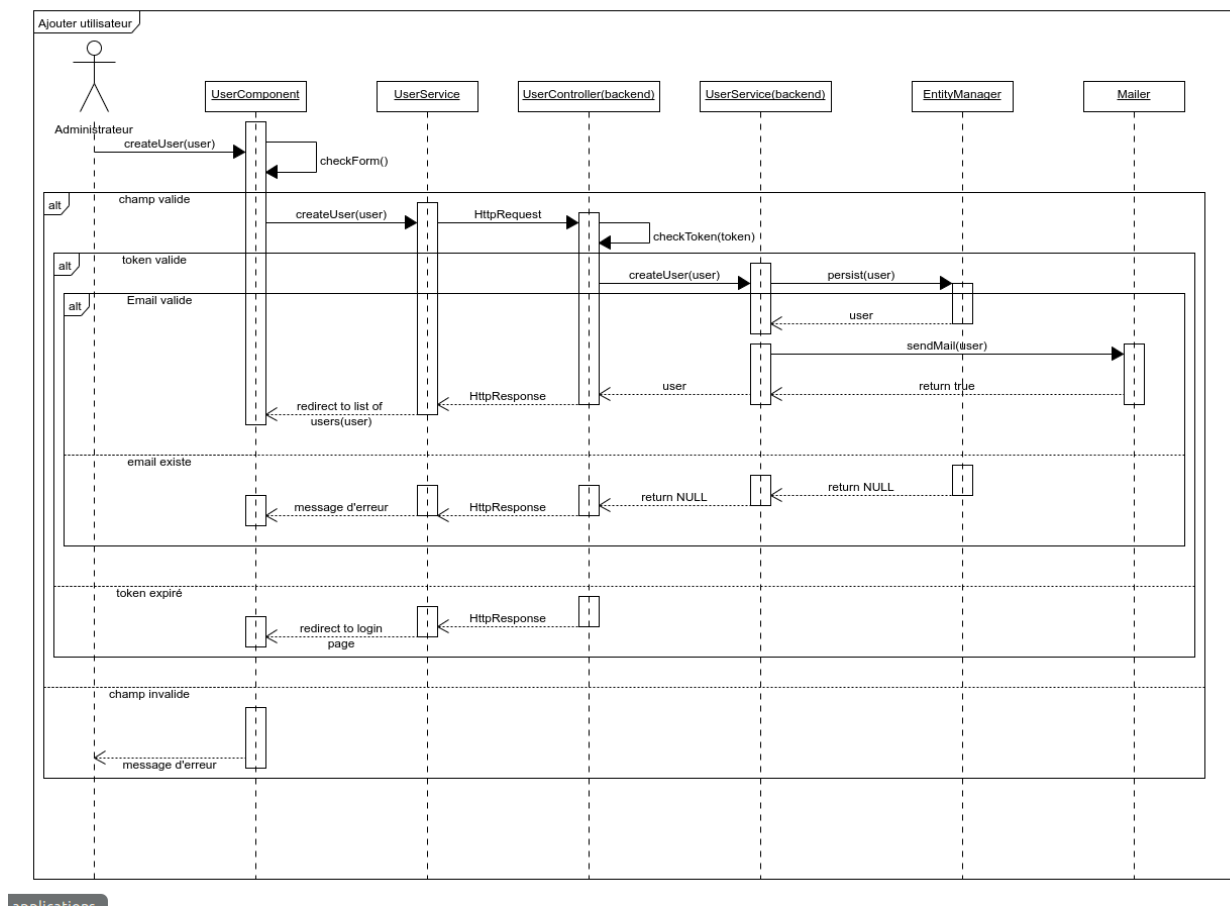 Ajouter utilisateur
Administrateur
UserComponent
UserService
UserController(backend)
UserService(backend)
EntityManager
Mailer
createUser(user)
checkForm()
alt
champ valide
createUser(user)
HttpRequest
checkToken(token)
alt
token valide
createUser(user)
persist(user)
alt
Email valide
user
sendMail(user)
return true
user
HttpResponse
redirect to list of
users(user)
email existe
return NULL
return NULL
HttpResponse
message d'erreur
token expiré
HttpResponse
redirect to login
page
champ invalide
message d'erreur
applications